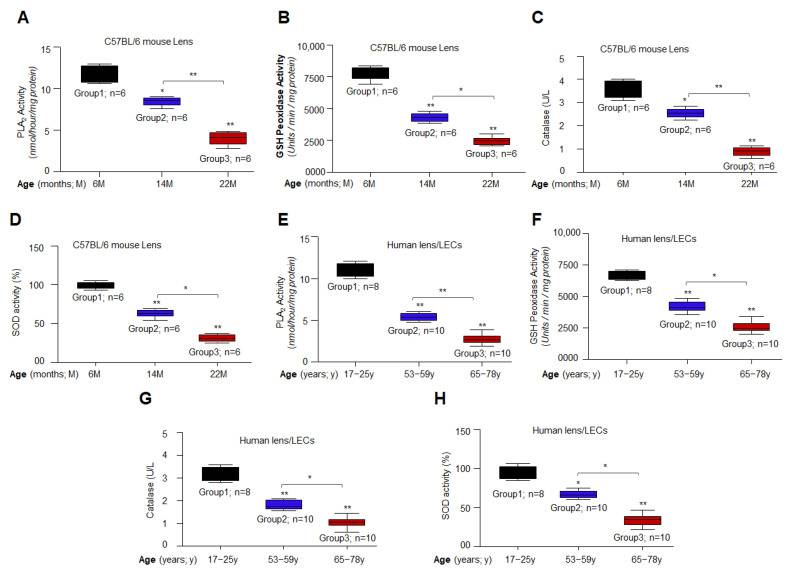 A
C57BL/6 mouse Lens
PLA2 Activity
(nmol/hour/mg protein)
15
10
5
0
Group1; n=6
*
Group2; n=6
**
**
Group3; n=6
Age (months; M) 6M 14M 22M
B
C57BL/6 mouse Lens
GSH Peoxidase Activity
(Units / min / mg protein)
10,000
7500
5000
2500
0000
Group1; n=6
**
Group2; n=6
*
**
Group3; n=6
Age (months; M) 6M 14M 22M
C
C57BL/6 mouse Lens
Catalase (U/L
5
4
3
2
1
0
Group1; n=6
*
Group2; n=6
**
**
Group3; n=6
Age (months; M) 6M 14M 22M
D
C57BL/6 mouse Lens
SOD activity (%)
150
100
50
00
Group1; n=6
**
Group2; n=6
*
**
Group3; n=6
Age (months; M) 6M 14M 22M
E
Human lens/LECs
PLA2 Activity
(nmol/hour/mg protein)
15
10
5
0
Group1; n=8
**
Group2; n=10
**
**
Group3; n=10
Age (years; y) 17−25y 53−59y 65−78y
F
Human lens/LECs
GSH Peoxidase Activity
(Units / min / mg protein)
10,000
7500
5000
2500
0000
Group1; n=8
**
Group2; n=10
*
**
Group3; n=10
Age (years; y) 17−25y 53−59y 65−78y
G
Human lens/LECs
Catalase (U/L
5
4
3
2
1
0
Group1; n=8
**
Group2; n=10
*
**
Group3; n=10
Age (years; y) 17−25y 53−59y 65−78y
H
Human lens/LECs
SOD activity (%)
150
100
50
00
Group1; n=8
*
Group2; n=10
*
**
Group3; n=10
Age (years; y) 17−25y 53−59y 65−78y